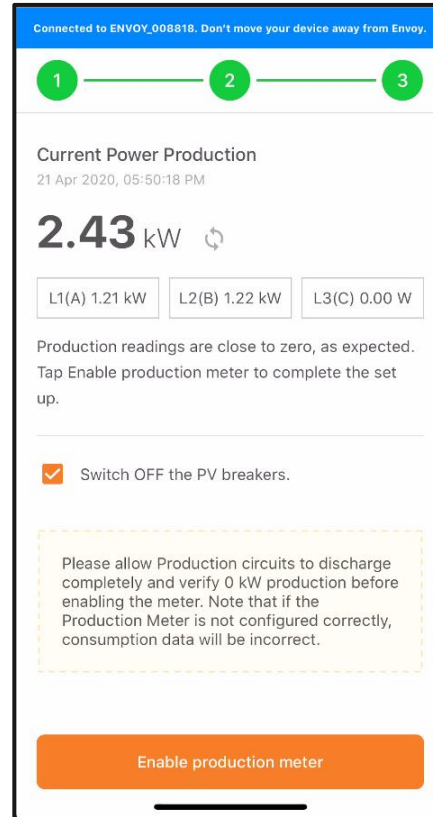 Connected to ENVOY_008818. Don't move your device away from Envoy.
1 2 3
Current Power Production
21 Apr 2020, 05:50:18 PM
2.43 kW
L1(A) 1.21 kW L2(B) 1.22 kW L3(C) 0.00 W
Production readings are close to zero, as expected.
Tap Enable production meter to complete the set
up.
Switch OFF the PV breakers.
Please allow Production circuits to discharge
completely and verify 0 kW production before
enabling the meter. Note that if the
Production Meter is not configured correctly,
consumption data will be incorrect.
Enable production meter